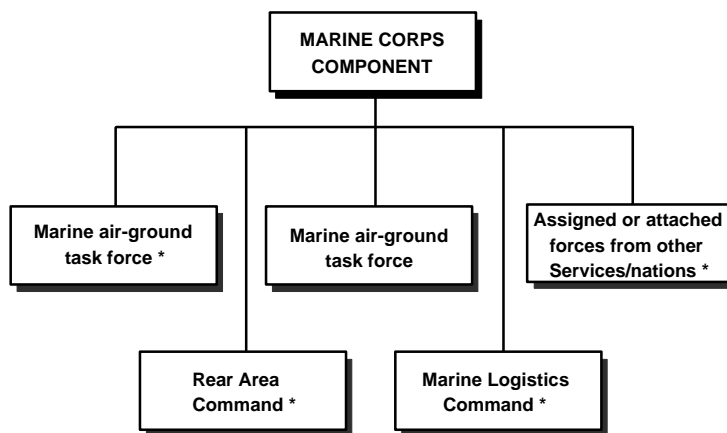 MARINE CORPS
COMPONENT
Marine air-ground
task force *
Marine air-ground
task force
Assigned or attached
forces from other
Services/nations *
Rear Area
Command *
Marine Logistics
Command *